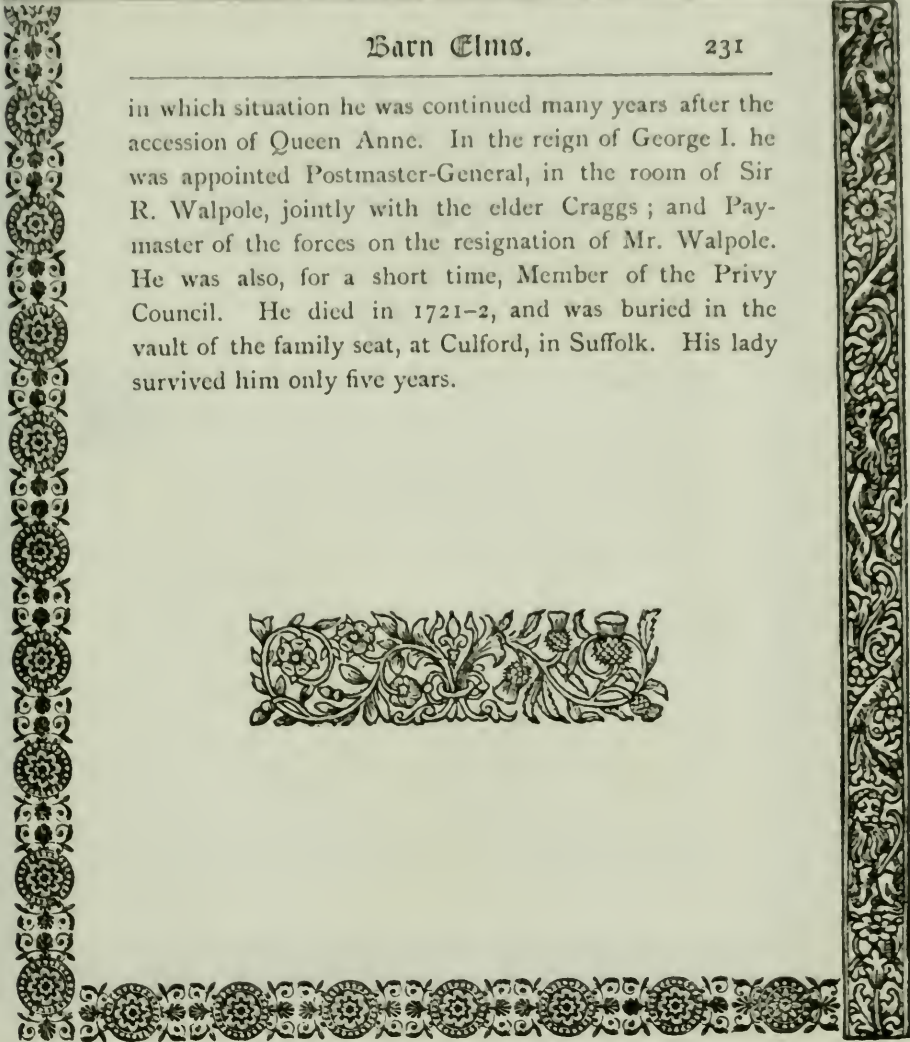 Barn Elms. 231
in which situation he was continued many years after the
accession of Queen Anne. In the reign of George I. he
was appointed Postmaster-General, in the room of Sir
R. Walpole, jointly with the elder Craggs ; and Pay-
master of the forces on the resignation of Mr. Walpole.
He was also, for a short time, Member of the Privy
Council. He died in 1721–2, and was buried in the
vault of the family seat, at Culford, in Suffolk. His lady
survived him only five years.